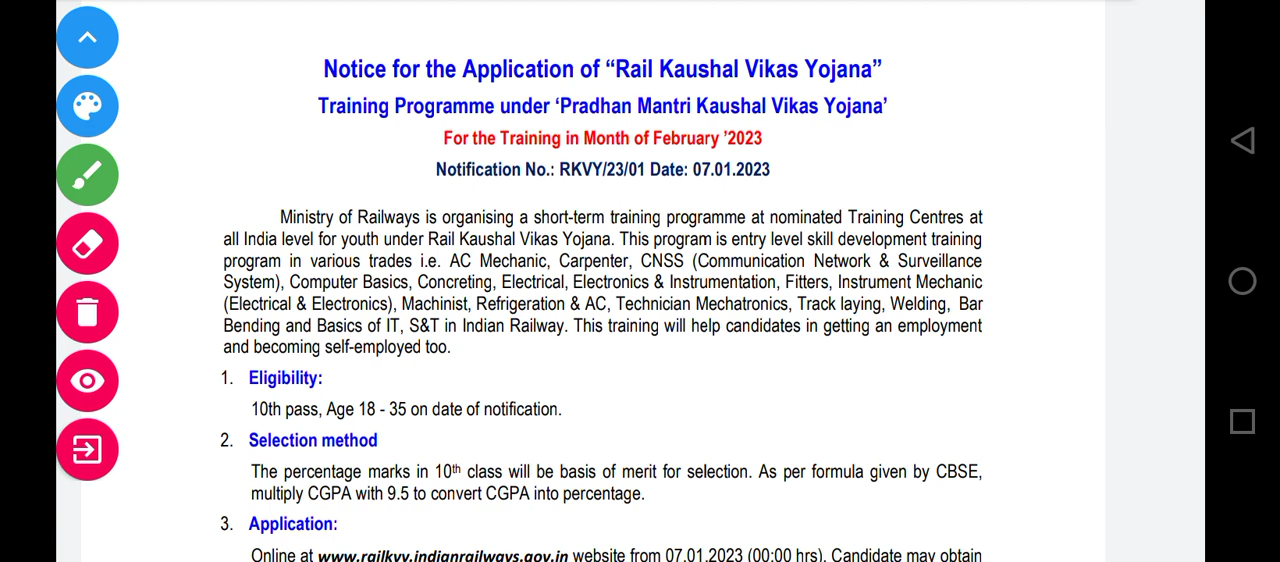 Notice for the Application of “Rail Kaushal Vikas Yojana”
Training Programme under ‘Pradhan Mantri Kaushal Vikas Yojana’
For the Training in Month of February ’2023
Notification No.: RKVY/23/01 Date: 07.01.2023
Ministry of Railways is organising a short-term training programme at nominated Training Centres at
all India level for youth under Rail Kaushal Vikas Yojana. This program is entry level skill development training
program in various trades i.e. AC Mechanic, Carpenter, CNSS (Communication Network & Surveillance
System), Computer Basics, Concreting, Electrical, Electronics & Instrumentation, Fitters, Instrument Mechanic
(Electrical & Electronics), Machinist, Refrigeration & AC, Technician Mechatronics, Track laying, Welding, Bar
Bending and Basics of IT, S&T in Indian Railway. This training will help candidates in getting an employment
and becoming self-employed too.
1. Eligibility:
10th pass, Age 18 - 35 on date of notification.
2. Selection method
The percentage marks in 10th class will be basis of merit for selection. As per formula given by CBSE,
multiply CGPA with 9.5 to convert CGPA into percentage.
3. Application:
Online at www.railkvy.indianrailways.gov.in website from 07.01.2023 (00:00 hrs). Candidate may obtain